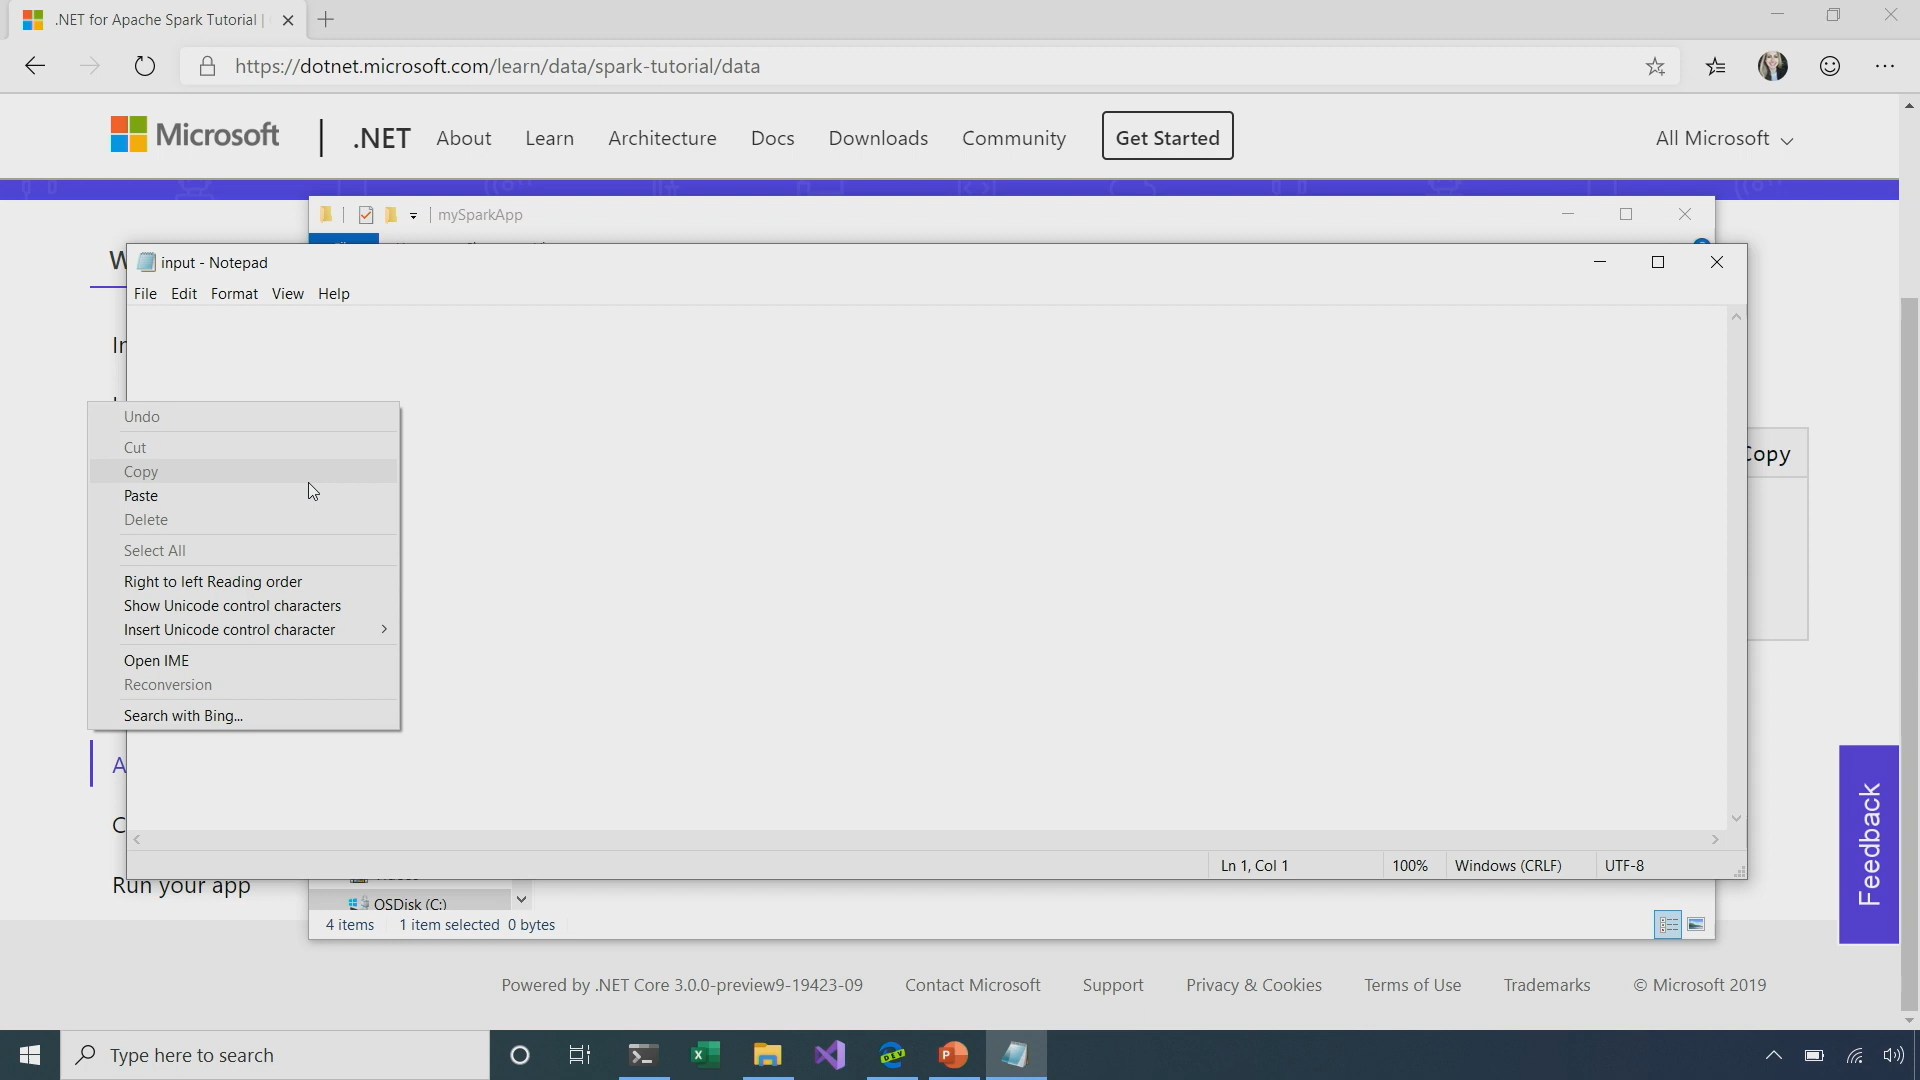 .NET for Apache Spark Tutorial |
https://dotnet.microsoft.com/learn/data/spark-tutorial/data
Microsoft | .NET About Learn Architecture Docs Downloads Community Get Started All Microsoft
mySparkApp
input - Notepad
File Edit Format View Help
Undo
Cut
Copy
Paste
Delete
Select All
Right to left Reading order
Show Unicode control characters
Insert Unicode control character
Open IME
Reconversion
Search with Bing...
Copy
Feedback
Ln 1, Col 1 100% Windows (CRLF) UTF-8
Run your app
OSDisk (C:)
4 items 1 item selected 0 bytes
Powered by .NET Core 3.0.0-preview9-19423-09 Contact Microsoft Support Privacy & Cookies Terms of Use Trademarks © Microsoft 2019
Type here to search
DEV